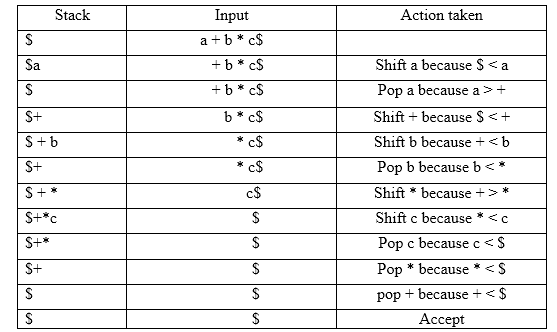 Stack Input Action taken
$ a + b * c$
$a + b * c$ Shift a because $ < a
$ + b * c$ Pop a because a > +
$+ b * c$ Shift + because $ < +
$ + b * c$ Shift b because + < b
$+ * c$ Pop b because b < *
$ + * c$ Shift * because + > *
$+*c $ Shift c because * < c
$+* $ Pop c because c < $
$+ $ Pop * because * < $
$ $ pop + because + < $
$ $ Accept